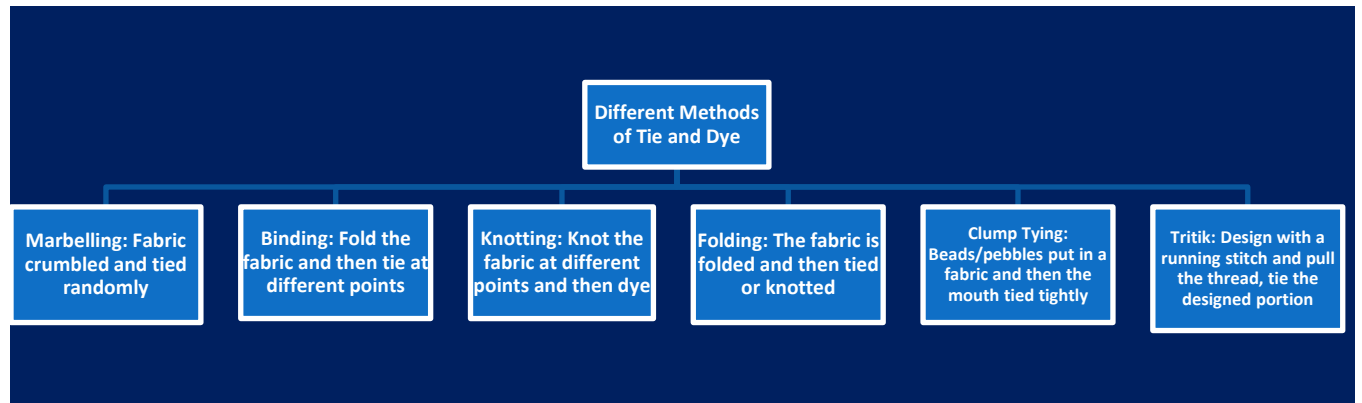 Different Methods
of Tie and Dye
Marbelling: Fabric
crumbled and tied
randomly
Binding: Fold the
fabric and then tie at
different points
Knotting: Knot the
fabric at different
points and then dye
Folding: The fabric is
folded and then tied
or knotted
Clump Tying:
Beads/pebbles put in a
fabric and then the
mouth tied tightly
Tritik: Design with a
running stitch and pull
the thread, tie the
designed portion